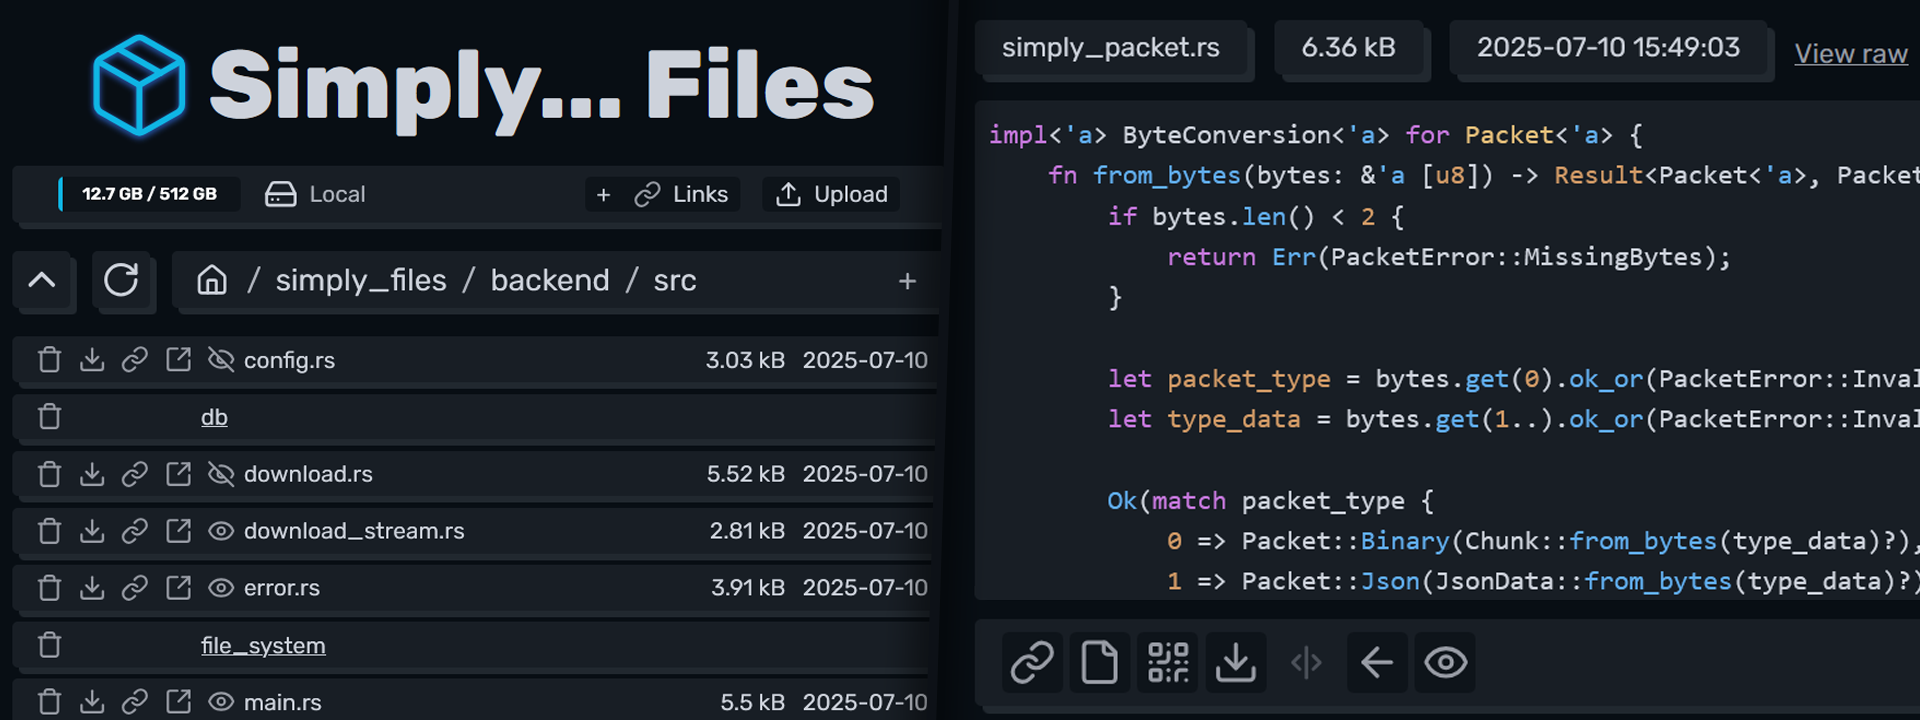 Simply... Files
12.7 GB / 512 GB Local + Links Upload
/ simply_files / backend / src +
config.rs 3.03 kB 2025-07-10
db
download.rs 5.52 kB 2025-07-10
download_stream.rs 2.81 kB 2025-07-10
error.rs 3.91 kB 2025-07-10
file_system
main.rs 5.5 kB 2025-07-10
simply_packet.rs 6.36 kB 2025-07-10 15:49:03 View raw
impl<'a> ByteConversion<'a> for Packet<'a> {
    fn from_bytes(bytes: &'a [u8]) -> Result<Packet<'a>, Packet
        if bytes.len() < 2 {
            return Err(PacketError::MissingBytes);
        }
        let packet_type = bytes.get(0).ok_or(PacketError::Inval
        let type_data = bytes.get(1..).ok_or(PacketError::Inval
        Ok(match packet_type {
            0 => Packet::Binary(Chunk::from_bytes(type_data)?),
            1 => Packet::Json(JsonData::from_bytes(type_data)?)